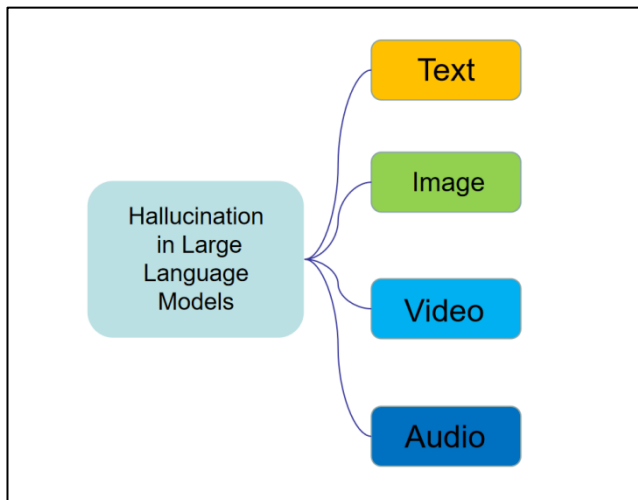 Hallucination
in Large
Language
Models
Text
Image
Video
Audio